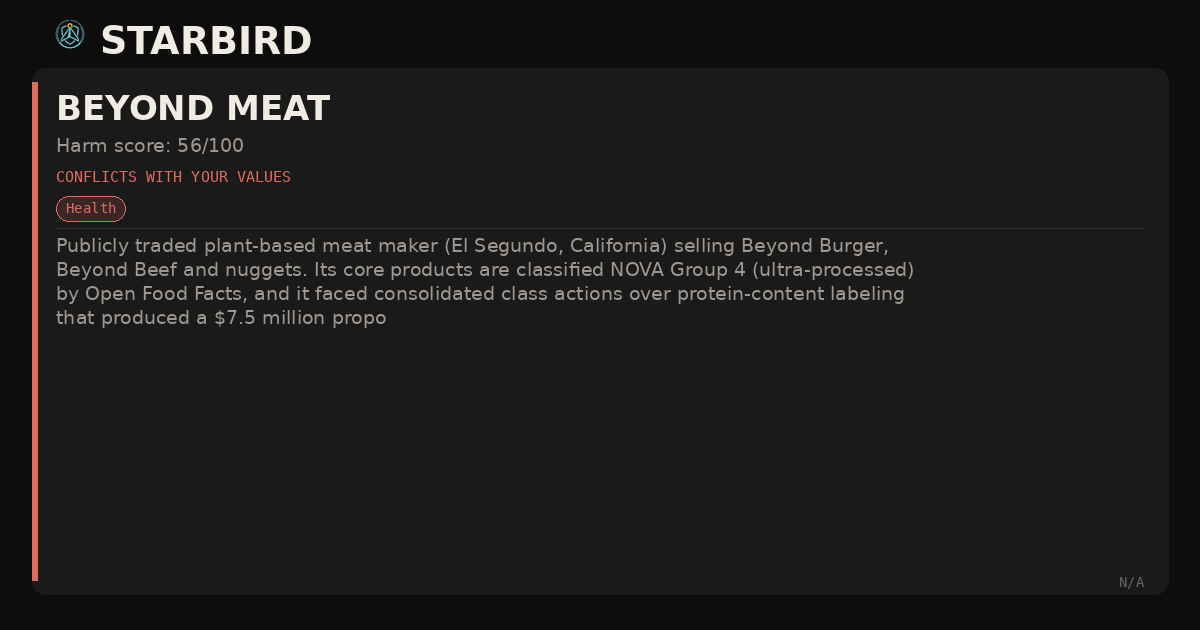 STARBIRD
BEYOND MEAT
Harm score: 56/100
CONFLICTS WITH YOUR VALUES
Health
Publicly traded plant-based meat maker (El Segundo, California) selling Beyond Burger,
Beyond Beef and nuggets. Its core products are classified NOVA Group 4 (ultra-processed)
by Open Food Facts, and it faced consolidated class actions over protein-content labeling
that produced a $7.5 million propo
N/A